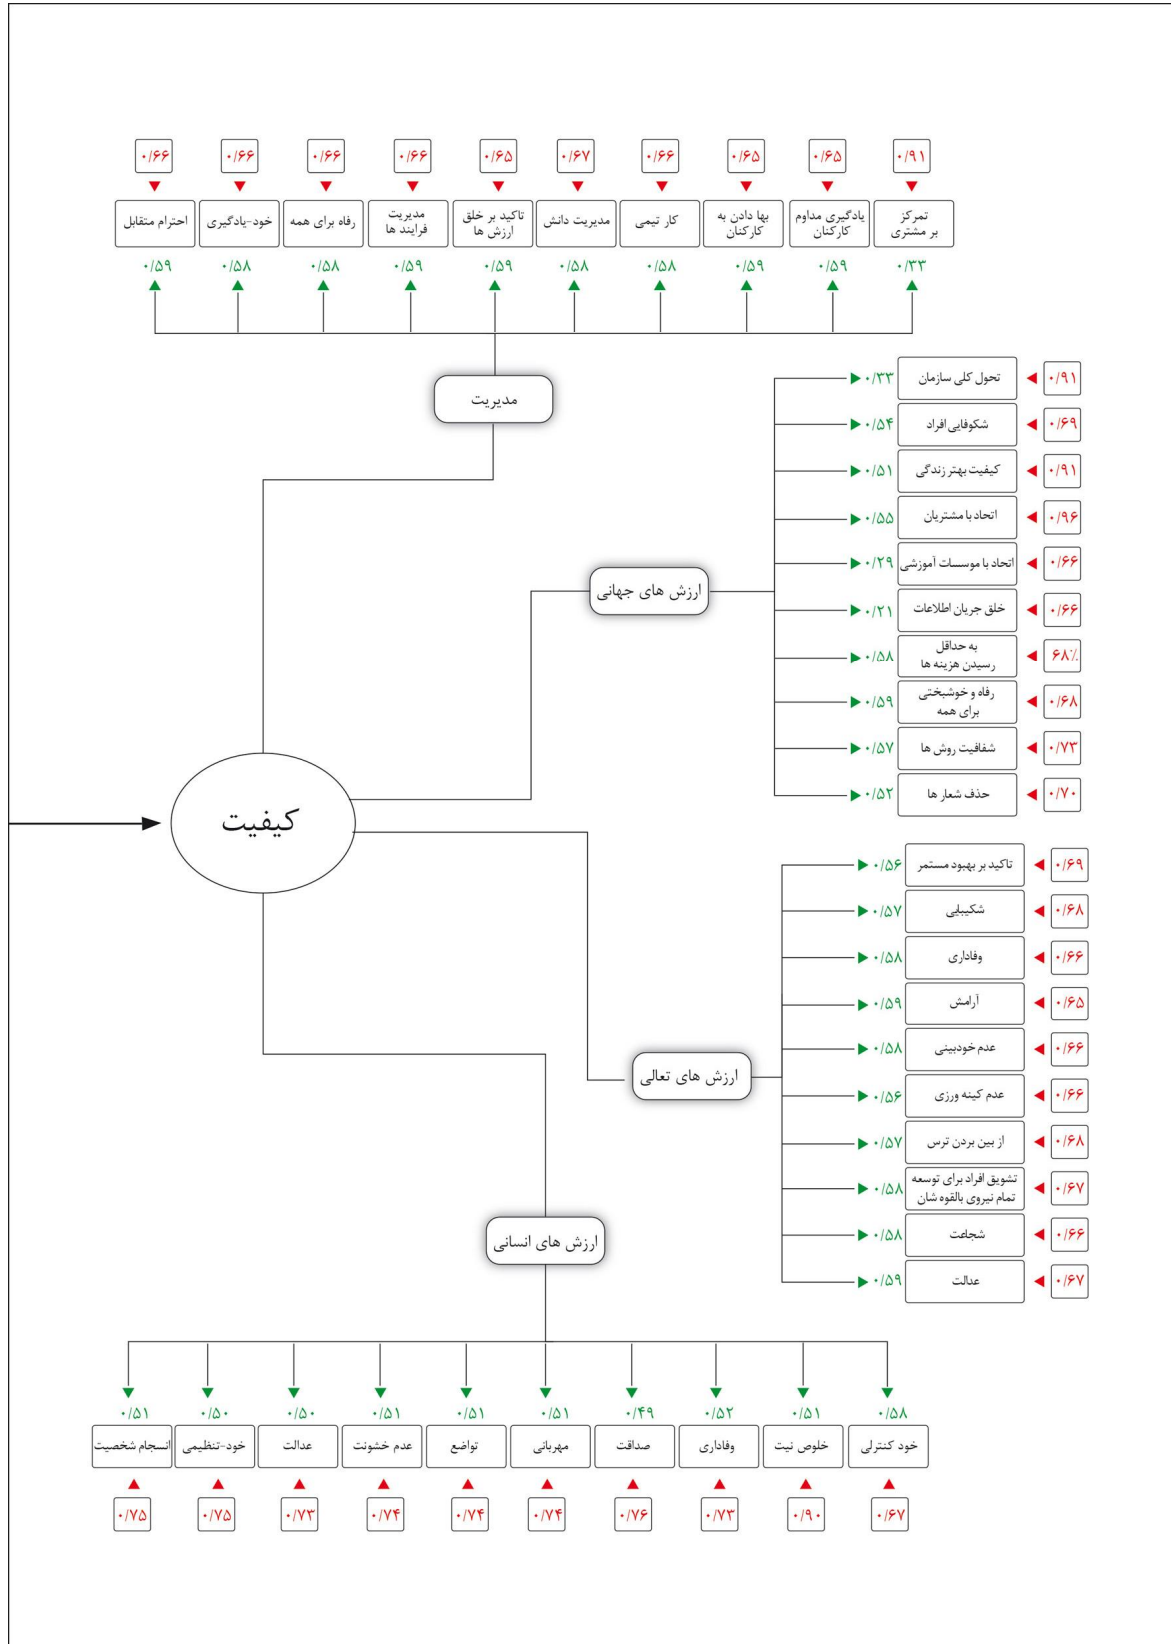 ۰/۹۱
۰/۶۵
۰/۶۵
۰/۶۶
۰/۶۷
۰/۶۵
۰/۶۶
۰/۶۶
۰/۶۶
۰/۶۶
تمرکز
بر مشتری
یادگیری مداوم
کارکنان
بها دادن به
کارکنان
کار تیمی
مدیریت دانش
تاکید بر خلق
ارزش ها
مدیریت
فرایند ها
رفاه برای همه
خود-یادگیری
احترام متقابل
۰/۳۳
۰/۵۹
۰/۵۹
۰/۵۸
۰/۵۸
۰/۵۹
۰/۵۹
۰/۵۸
۰/۵۸
۰/۵۹
مدیریت
۰/۹۱
تحول کلی سازمان
۰/۳۳
۰/۶۹
شکوفایی افراد
۰/۵۴
۰/۹۱
کیفیت بهتر زندگی
۰/۵۱
۰/۹۶
اتحاد با مشتریان
۰/۵۵
۰/۶۶
اتحاد با موسسات آموزشی
۰/۲۹
ارزش های جهانی
۰/۶۶
خلق جریان اطلاعات
۰/۲۱
۶۸٪
به حداقل
رسیدن هزینه ها
۰/۵۸
۰/۶۸
رفاه و خوشبختی
برای همه
۰/۵۹
۰/۷۳
شفافیت روش ها
۰/۵۷
۰/۷۰
حذف شعار ها
۰/۵۲
کیفیت
۰/۶۹
تاکید بر بهبود مستمر
۰/۵۶
۰/۶۸
شکیبایی
۰/۵۷
۰/۶۶
وفاداری
۰/۵۸
۰/۶۵
آرامش
۰/۵۹
۰/۶۶
عدم خودبینی
۰/۵۸
ارزش های تعالی
۰/۶۶
عدم کینه ورزی
۰/۵۶
۰/۶۸
از بین بردن ترس
۰/۵۷
۰/۶۷
تشویق افراد برای توسعه
تمام نیروی بالقوه شان
۰/۵۸
۰/۶۶
شجاعت
۰/۵۸
۰/۶۷
عدالت
۰/۵۹
ارزش های انسانی
۰/۵۸
۰/۵۱
۰/۵۲
۰/۴۹
۰/۵۱
۰/۵۱
۰/۵۱
۰/۵۰
۰/۵۰
۰/۵۱
خود کنترلی
خلوص نیت
وفاداری
صداقت
مهربانی
تواضع
عدم خشونت
عدالت
خود-تنظیمی
انسجام شخصیت
۰/۶۷
۰/۹۰
۰/۷۳
۰/۷۶
۰/۷۴
۰/۷۴
۰/۷۴
۰/۷۳
۰/۷۵
۰/۷۵